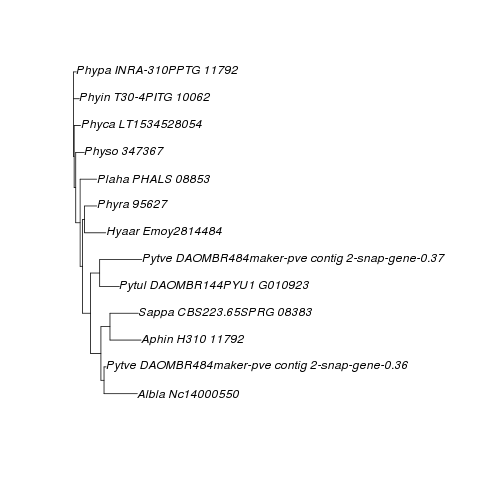 Phypa INRA-310PPTG 11792
Phyin T30-4PITG 10062
Phyca LT1534528054
Physo 347367
Plaha PHALS 08853
Phyra 95627
Hyaar Emoy2814484
Pytve DAOMBR484maker-pve contig 2-snap-gene-0.37
Pytul DAOMBR144PYU1 G010923
Sappa CBS223.65SPRG 08383
Aphin H310 11792
Pytve DAOMBR484maker-pve contig 2-snap-gene-0.36
Albla Nc14000550